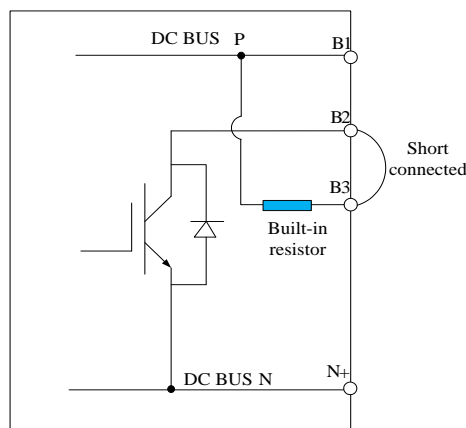 DC BUS P
B1
B2
Short
connected
B3
Built-in
resistor
N+
DC BUS N